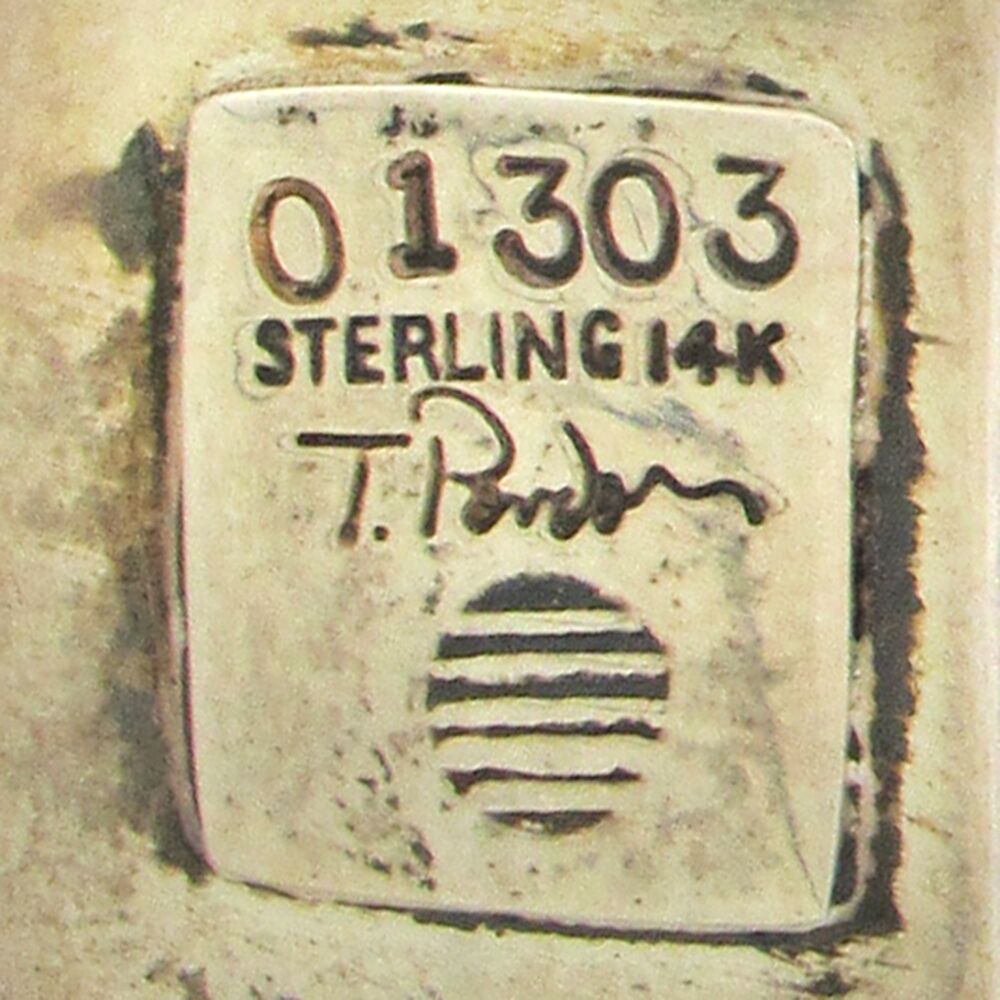 01303
STERLING 14K
T.